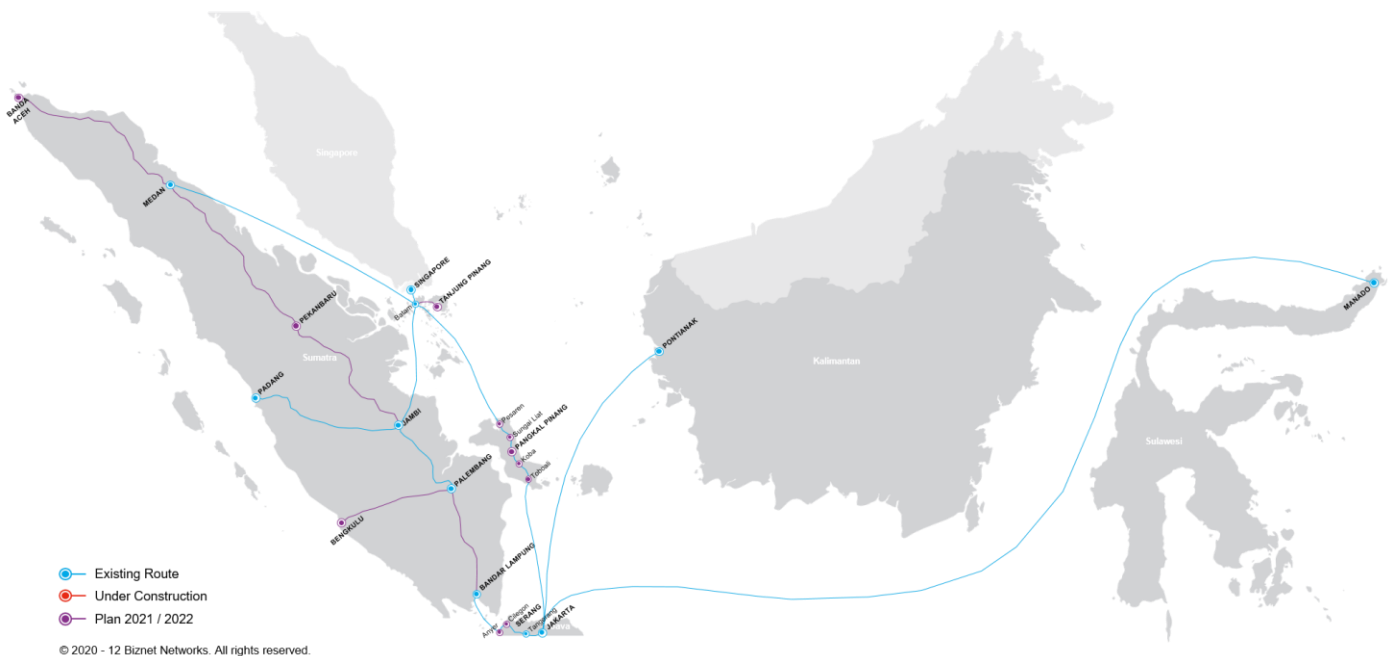 BANDA
ACEH
Singapore
MEDAN
SINGAPORE
TANJUNG PINANG
Batam
PEKANBARU
MANADO
PONTIANAK
Sumatra
Kalimantan
PADANG
JAMBI
Pesaren
Sungai Liat
PANGKAL PINANG
Koba
Toboali
Sulawesi
PALEMBANG
BENGKULU
BANDAR LAMPUNG
Anyer
Cilegon
SERANG
Tangerang
JAKARTA
Existing Route
Under Construction
Plan 2021 / 2022
© 2020 - 12 Biznet Networks. All rights reserved.